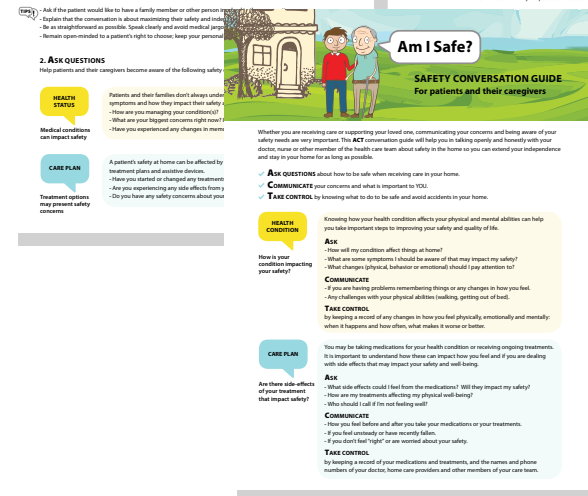 TIPS!
- Ask if the patient would like to have a family member or other person in
- Explain that the conversation is about maximizing their safety and inde
- Be as straightforward as possible. Speak clearly and avoid medical jargo
- Remain open-minded to a patient's right to choose; keep your personal
2. ASK QUESTIONS
Help patients and their caregivers become aware of the following safety
HEALTH
STATUS
Medical conditions
can impact safety
Patients and their families don't always under
symptoms and how they impact their safety a
- How are you managing your condition(s)?
- What are your biggest concerns right now?
- Have you experienced any changes in mem
CARE PLAN
Treatment options
may present safety
concerns
A patient's safety at home can be affected by
treatment plans and assistive devices.
- Have you started or changed any treatment
- Are you experiencing any side effects from y
- Do you have any safety concerns about your
Am I Safe?
SAFETY CONVERSATION GUIDE
For patients and their caregivers
Whether you are receiving care or supporting your loved one, communicating your concerns and being aware of your
safety needs are very important. This ACT conversation guide will help you in talking openly and honestly with your
doctor, nurse or other member of the health care team about safety in the home so you can extend your independence
and stay in your home for as long as possible.
✓ ASK QUESTIONS about how to be safe when receiving care in your home.
✓ COMMUNICATE your concerns and what is important to YOU.
✓ TAKE CONTROL by knowing what to do to be safe and avoid accidents in your home.
HEALTH
CONDITION
How is your
condition impacting
your safety?
Knowing how your health condition affects your physical and mental abilities can help
you take important steps to improving your safety and quality of life.
ASK
- How will my condition affect things at home?
- What are some symptoms I should be aware of that may impact my safety?
- What changes (physical, behavior or emotional) should I pay attention to?
COMMUNICATE
- If you are having problems remembering things or any changes in how you feel.
- Any challenges with your physical abilities (walking, getting out of bed).
TAKE CONTROL
by keeping a record of any changes in how you feel physically, emotionally and mentally:
when it happens and how often, what makes it worse or better.
CARE PLAN
Are there side-effects
of your treatment
that impact safety?
You may be taking medications for your health condition or receiving ongoing treatments.
It is important to understand how these can impact how you feel and if you are dealing
with side effects that may impact your safety and well-being.
ASK
- What side effects could I feel from the medications? Will they impact my safety?
- How are my treatments affecting my physical well-being?
- Who should I call if I'm not feeling well?
COMMUNICATE
- How you feel before and after you take your medications or your treatments.
- If you feel unsteady or have recently fallen.
- If you don't feel "right" or are worried about your safety.
TAKE CONTROL
by keeping a record of your medications and treatments, and the names and phone
numbers of your doctor, home care providers and other members of your care team.